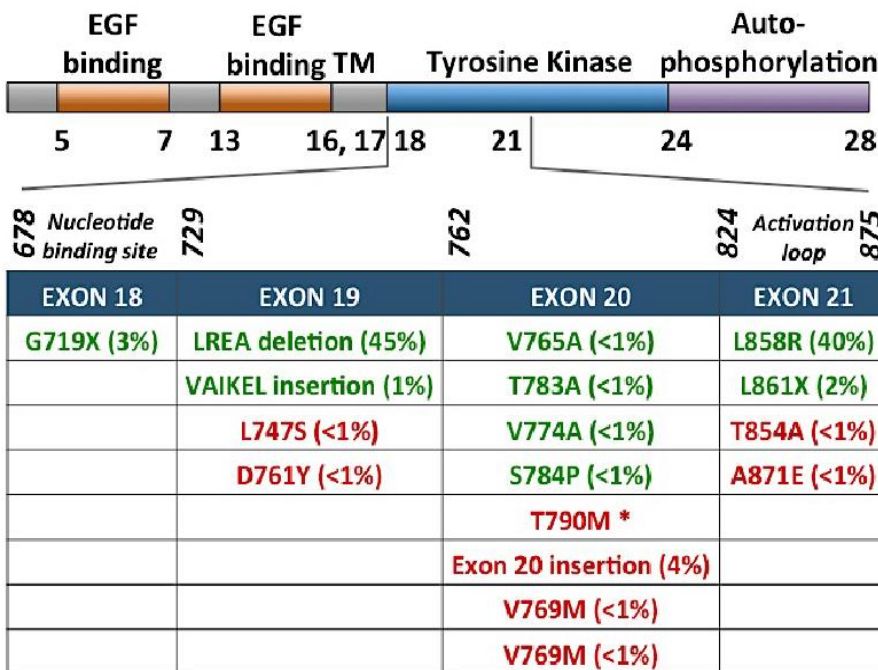 EGF binding
EGF binding
TM
Tyrosine Kinase
Auto-phosphorylation
5 7 13 16, 17 18 21 24 28
678 Nucleotide binding site 729 762 824 Activation loop 875
EXON 18 EXON 19 EXON 20 EXON 21
G719X (3%) LREA deletion (45%) V765A (<1%) L858R (40%)
VAIKEL insertion (1%) T783A (<1%) L861X (2%)
L747S (<1%) V774A (<1%) T854A (<1%)
D761Y (<1%) S784P (<1%) A871E (<1%)
T790M *
Exon 20 insertion (4%)
V769M (<1%)
V769M (<1%)